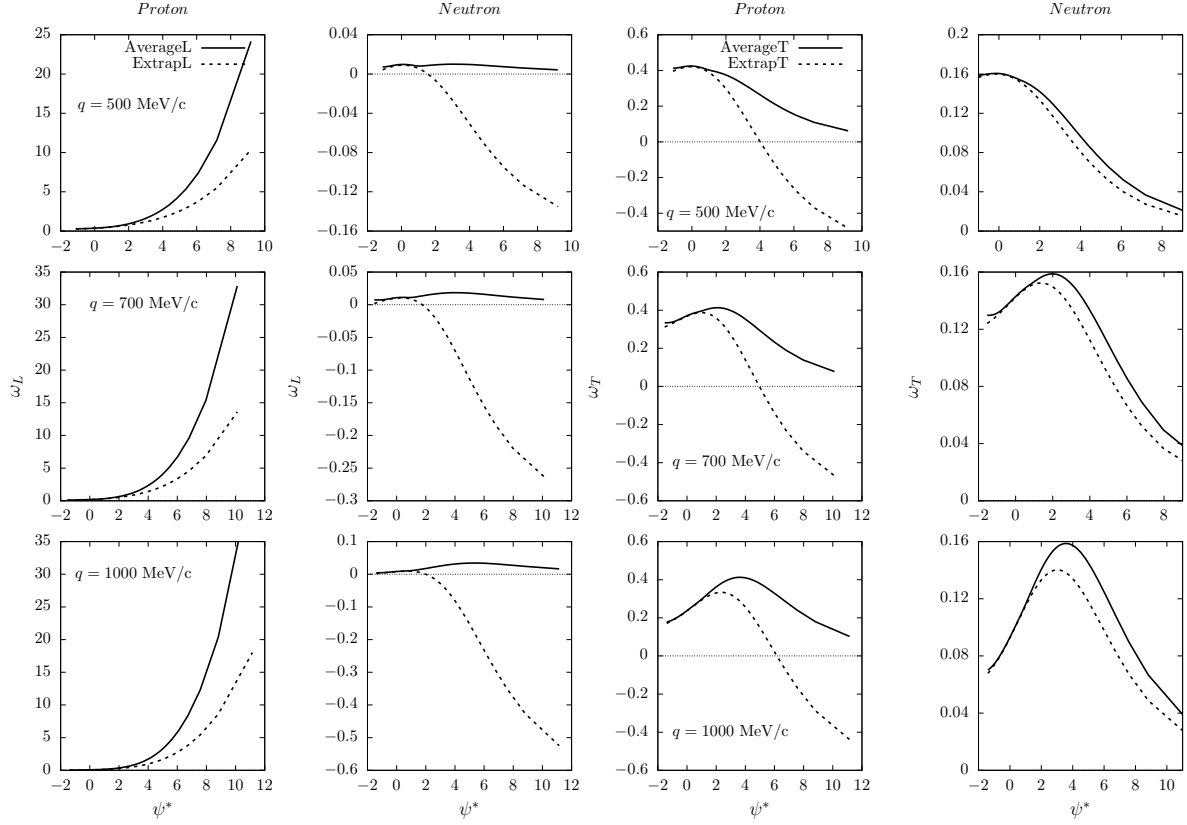 Proton
Neutron
Proton
Neutron
25
20
15
10
5
0
−2 0 2 4 6 8 10
AverageL
ExtrapL
q = 500 MeV/c
0.04
0
−0.04
−0.08
−0.12
−0.16
−2 0 2 4 6 8 10
0.6
0.4
0.2
0
−0.2
−0.4
−2 0 2 4 6 8 10
AverageT
ExtrapT
q = 500 MeV/c
0.2
0.16
0.12
0.08
0.04
0
0 2 4 6 8
ω_L
35
30
25
20
15
10
5
0
−2 0 2 4 6 8 10 12
q = 700 MeV/c
ω_L
0.05
0
−0.05
−0.1
−0.15
−0.2
−0.25
−0.3
−2 0 2 4 6 8 10 12
ω_T
0.6
0.4
0.2
0
−0.2
−0.4
−0.6
−2 0 2 4 6 8 10 12
q = 700 MeV/c
ω_T
0.16
0.12
0.08
0.04
0
0 2 4 6 8
35
30
25
20
15
10
5
0
−2 0 2 4 6 8 10 12
q = 1000 MeV/c
ψ*
0.1
0
−0.1
−0.2
−0.3
−0.4
−0.5
−0.6
−2 0 2 4 6 8 10 12
ψ*
0.6
0.4
0.2
0
−0.2
−0.4
−0.6
−2 0 2 4 6 8 10 12
q = 1000 MeV/c
ψ*
0.16
0.12
0.08
0.04
0
−2 0 2 4 6 8 10
ψ*